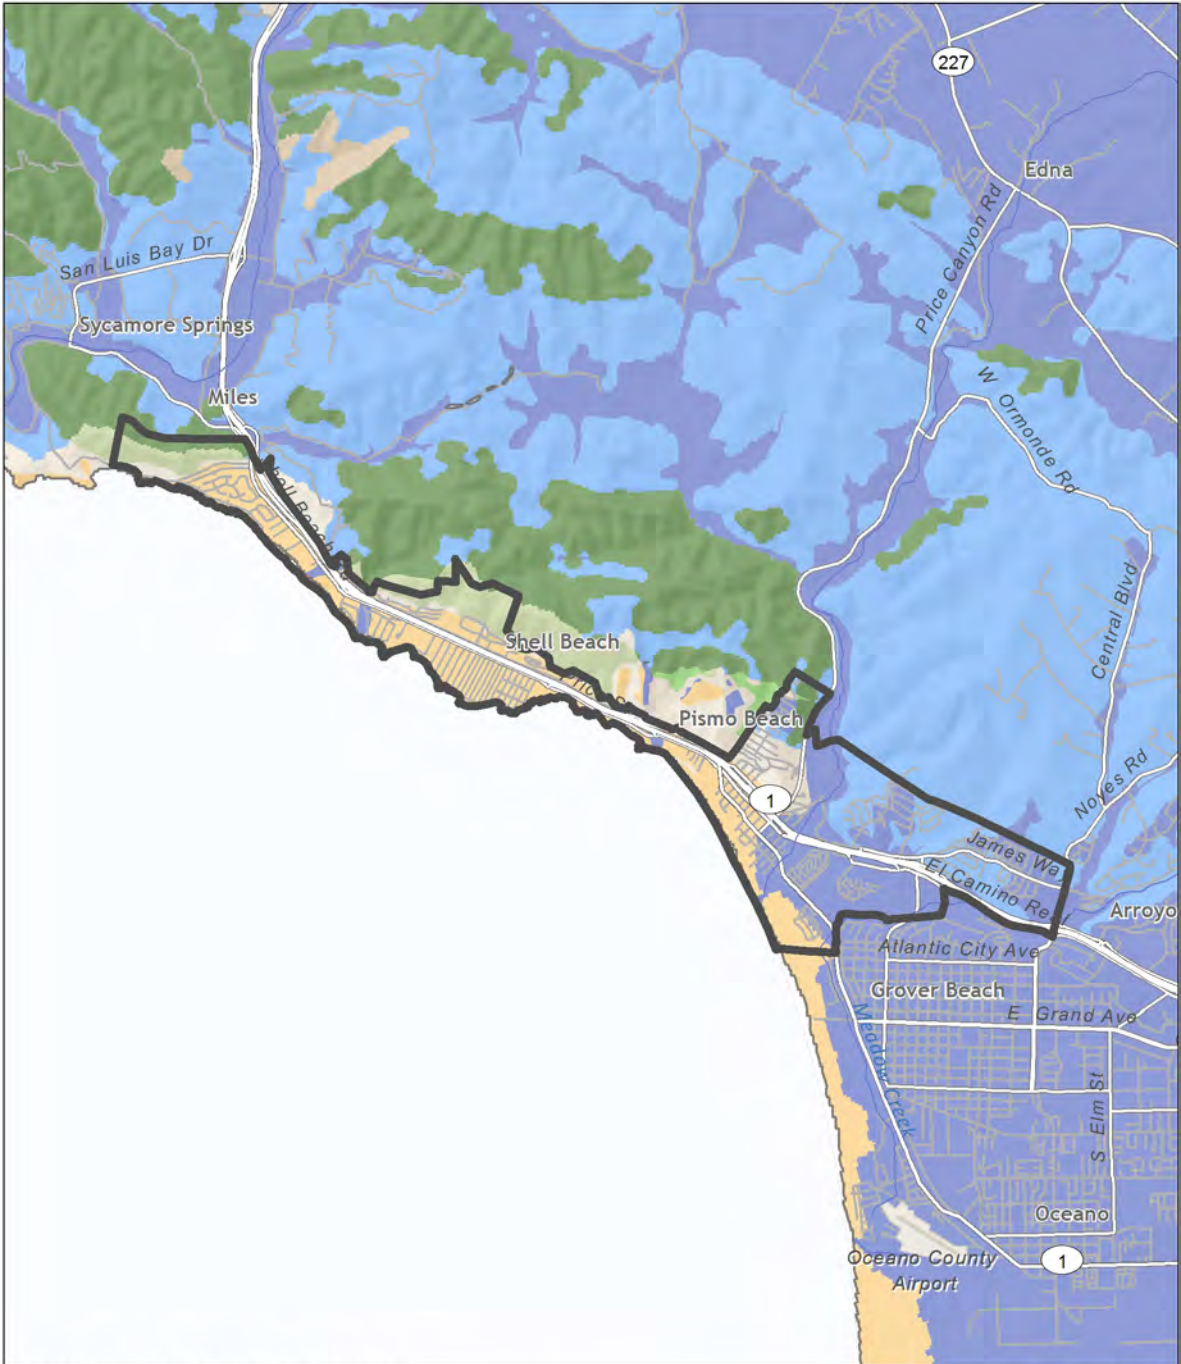 227
Edna
Price Canyon Rd
San Luis Bay Dr
Sycamore Springs
Miles
W Ormonde Rd
Shell Beach
Central Blvd
Pismo Beach
Noyes Rd
1
James Way
El Camino Real
Arroyo
Atlantic City Ave
Grover Beach
E Grand Ave
Meadow Creek
S Elm St
Oceano
Oceano County
Airport
1